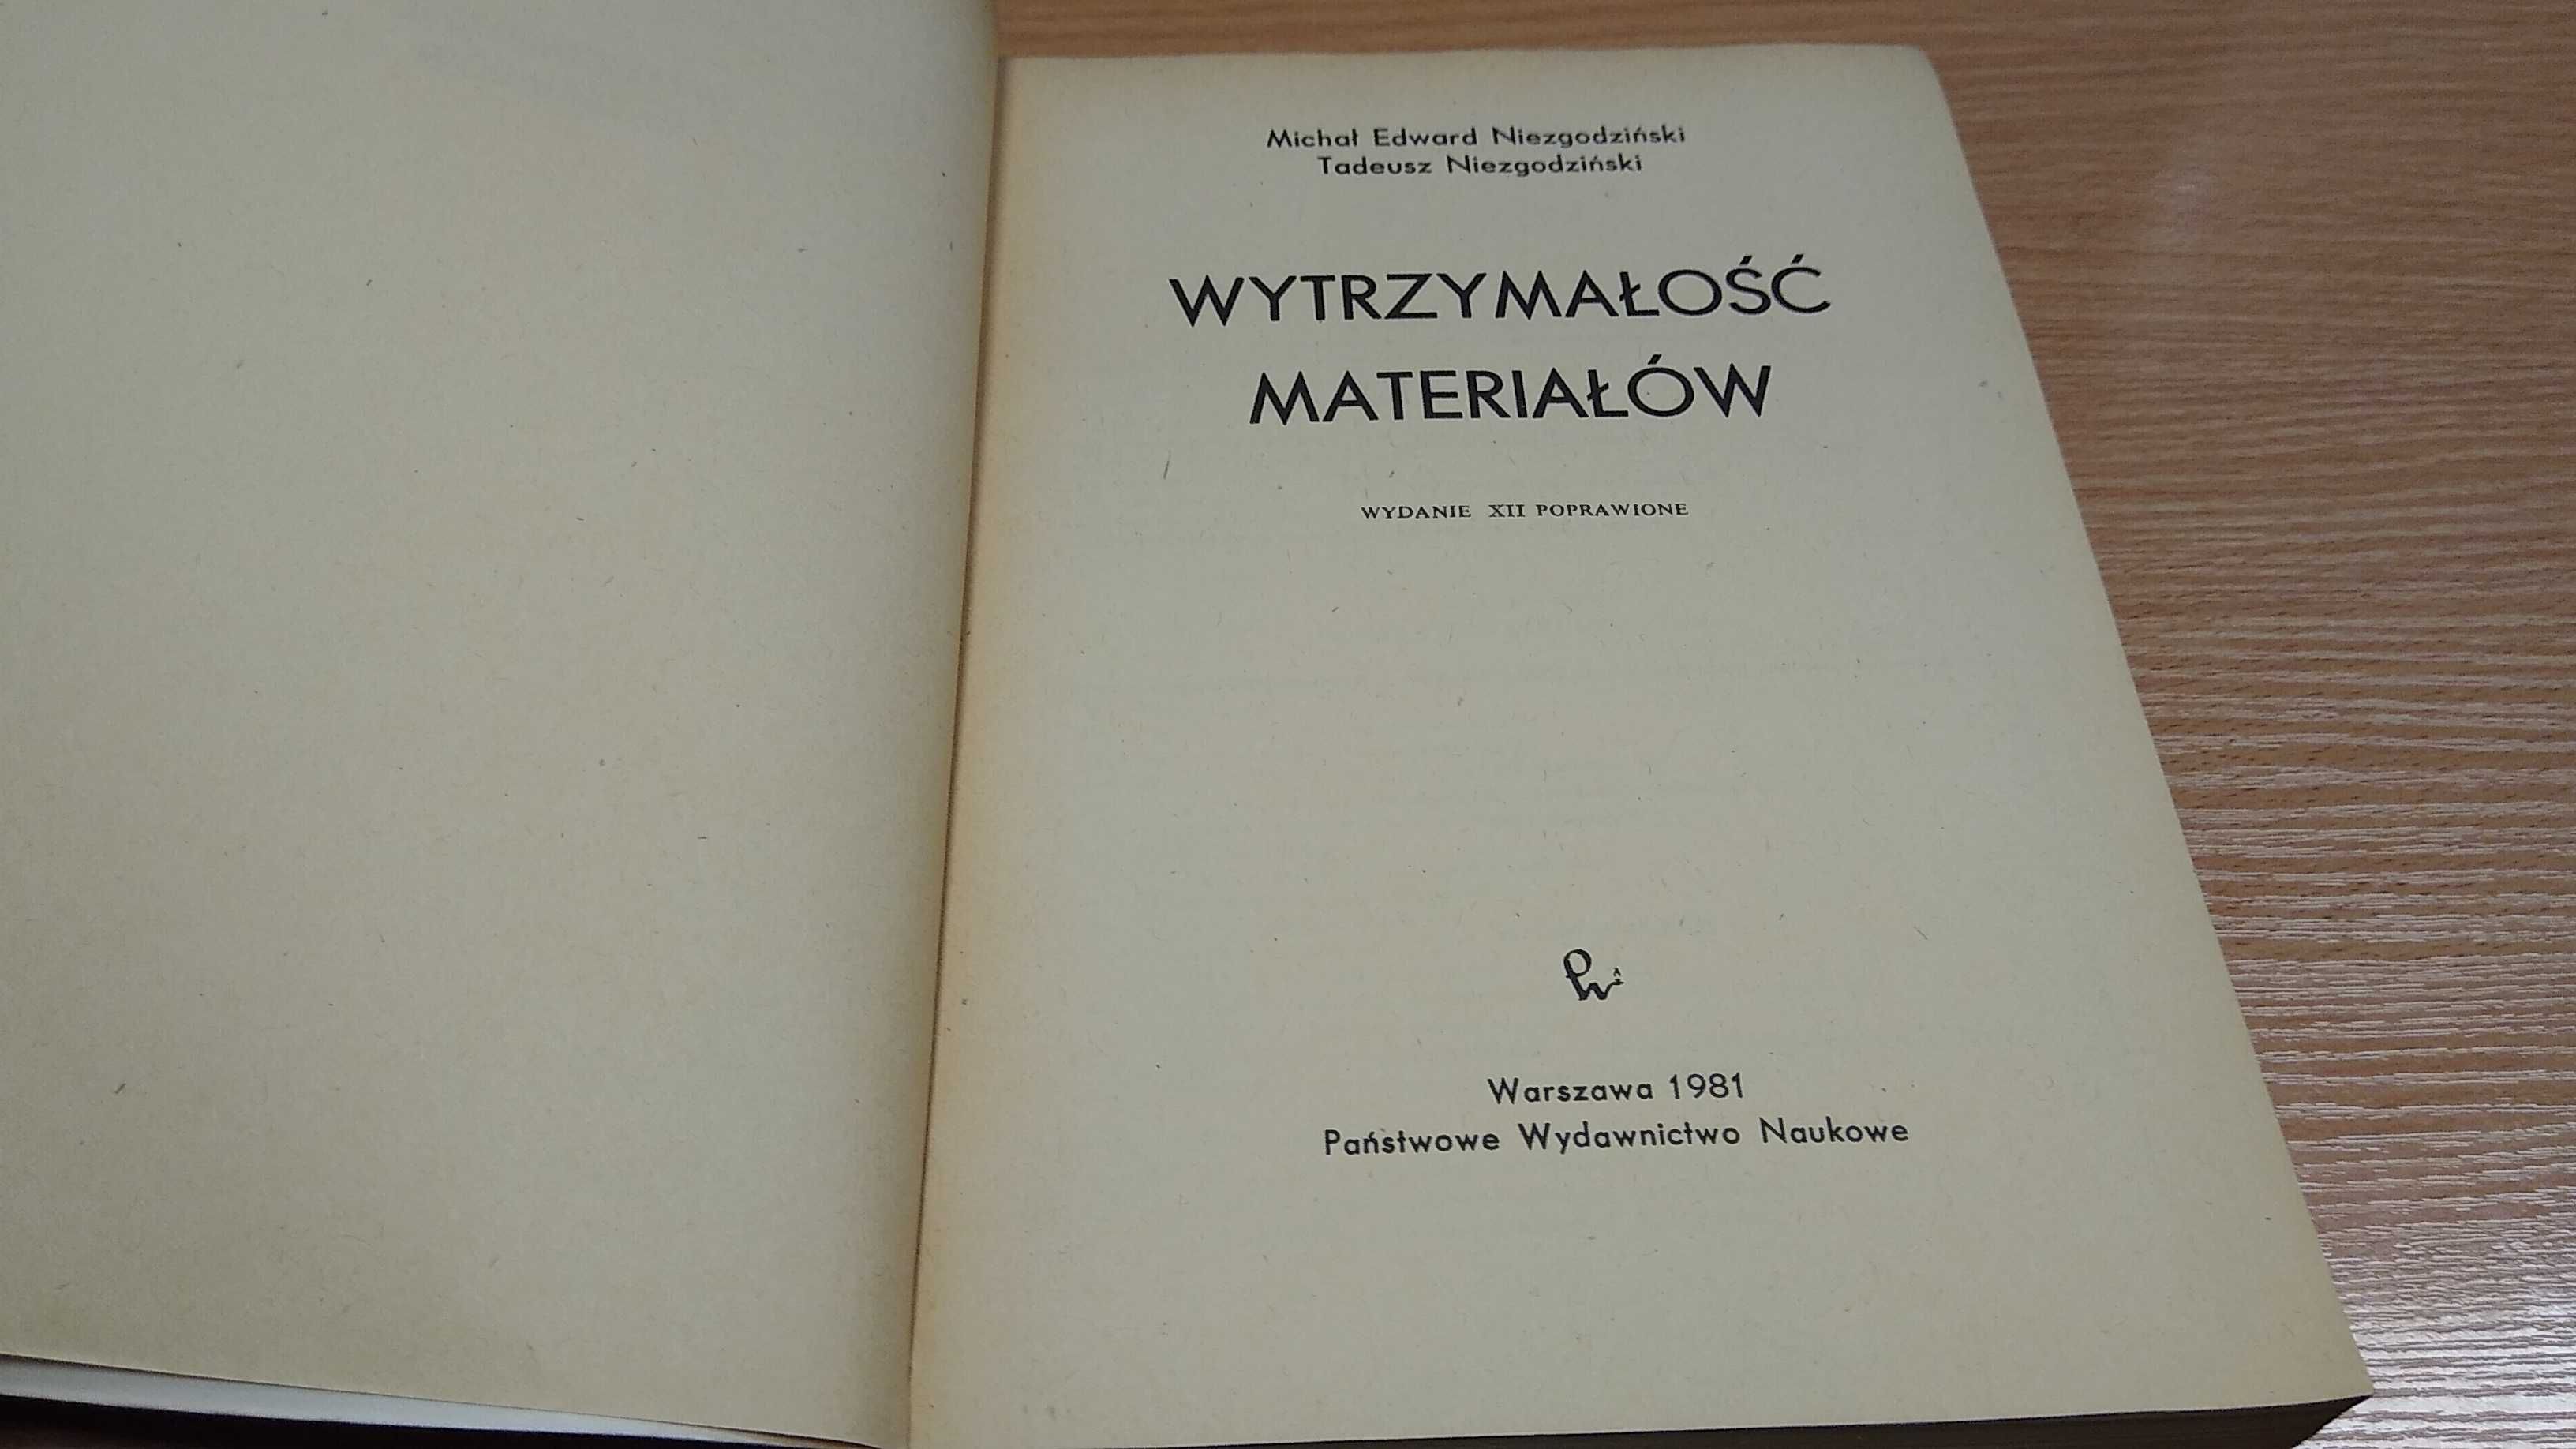 Michał Edward Niezgodziński
Tadeusz Niezgodziński
WYTRZYMAŁOŚĆ
MATERIAŁÓW
WYDANIE XII POPRAWIONE
Warszawa 1981
Państwowe Wydawnictwo Naukowe